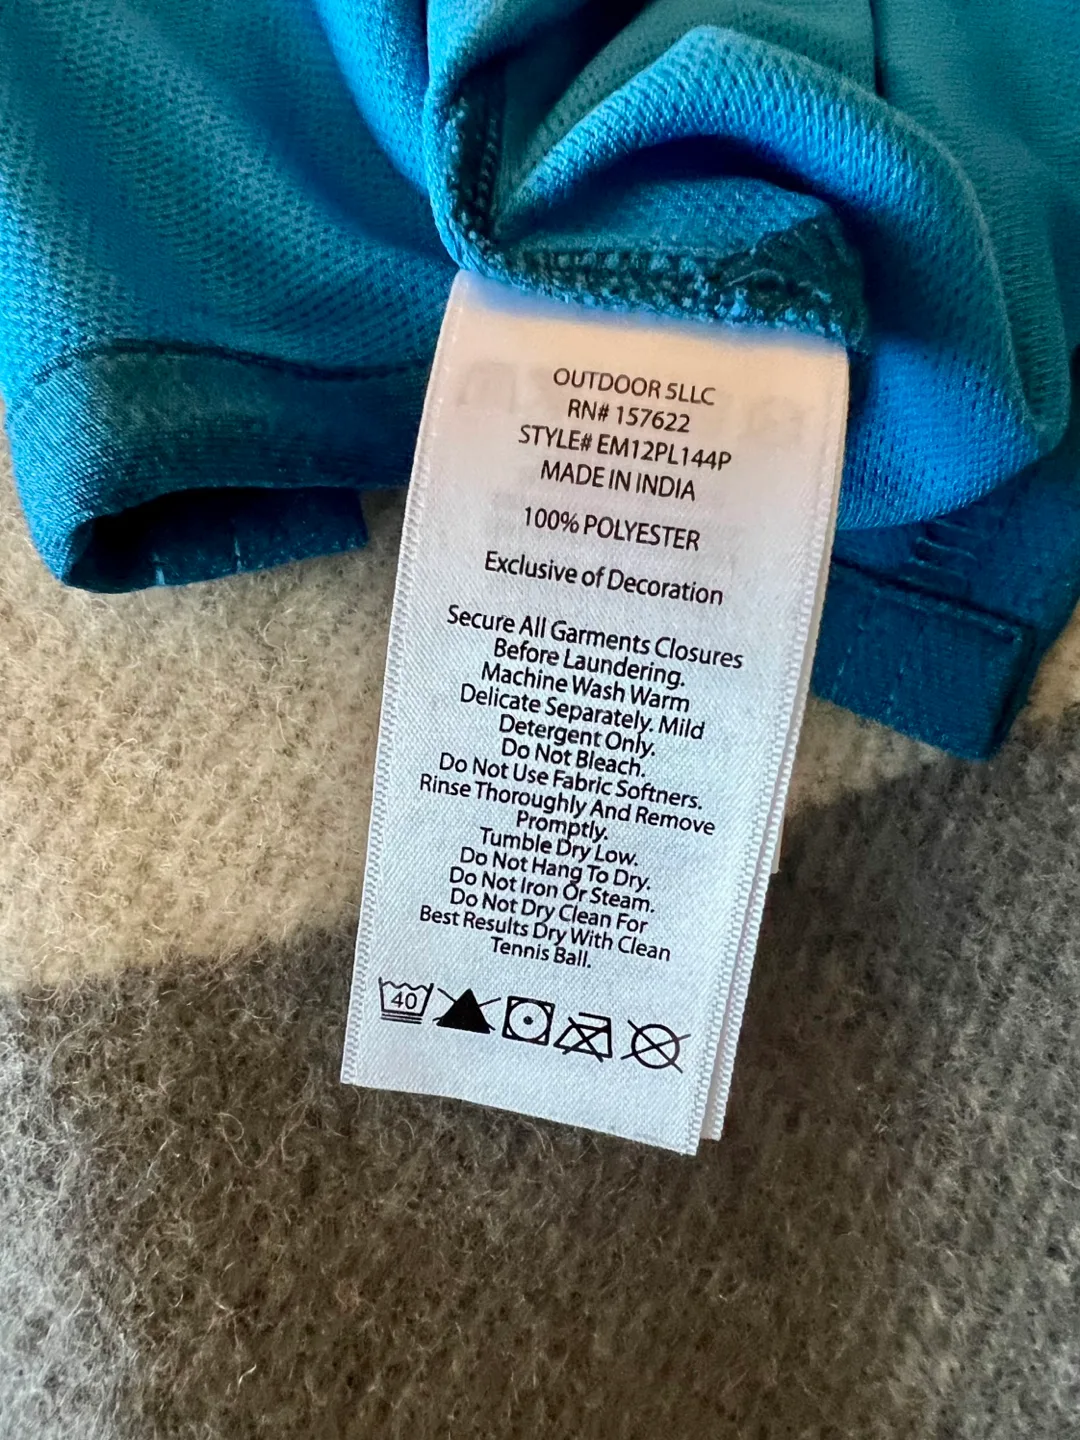 OUTDOOR 5LLC
RN# 157622
STYLE# EM12PL144P
MADE IN INDIA
100% POLYESTER
Exclusive of Decoration
Secure All Garments Closures
Before Laundering.
Machine Wash Warm
Delicate Separately. Mild
Detergent Only.
Do Not Bleach.
Do Not Use Fabric Softners.
Rinse Thoroughly And Remove
Promptly.
Tumble Dry Low.
Do Not Hang To Dry.
Do Not Iron Or Steam.
Do Not Dry Clean For
Best Results Dry With Clean
Tennis Ball.
40